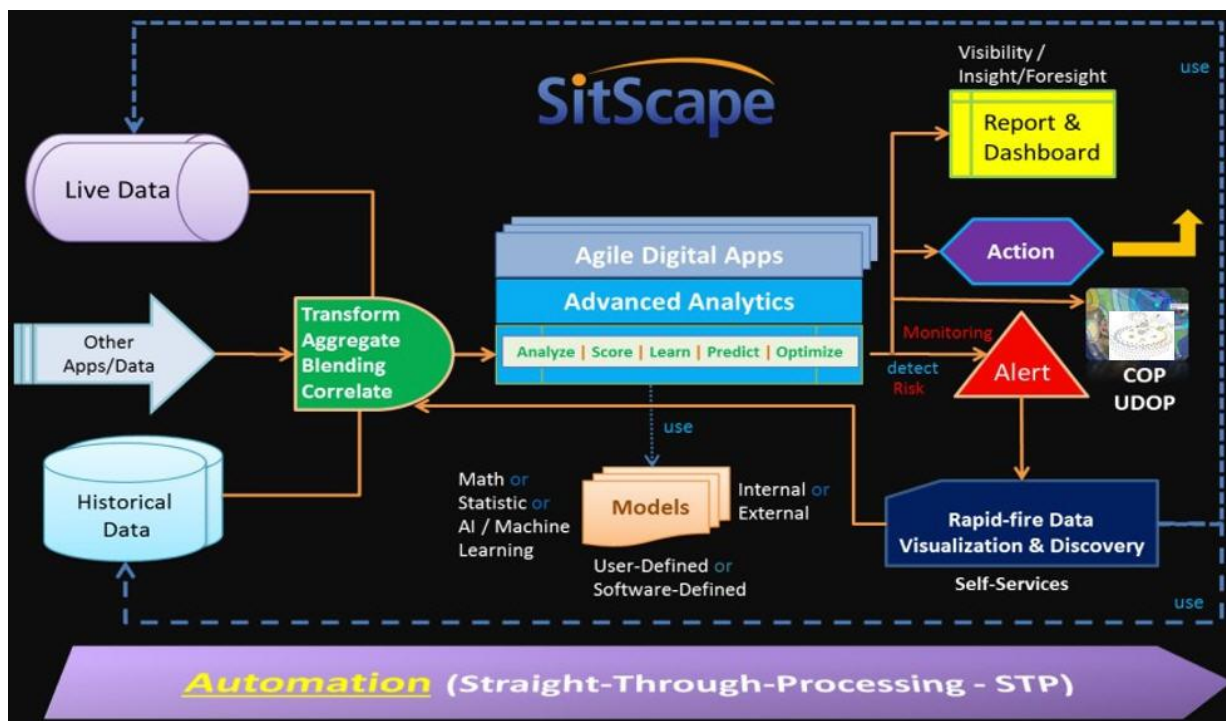 SitScape
Visibility /
Insight/Foresight
use
Report &
Dashboard
Live Data
Agile Digital Apps
Action
Advanced Analytics
Transform
Aggregate
Blending
Correlate
Other
Apps/Data
Analyze | Score | Learn | Predict | Optimize
Monitoring
detect
Risk
Alert
COP
UDOP
use
Historical
Data
Math or
Statistic or
AI / Machine
Learning
Models
Internal or
External
User-Defined or
Software-Defined
Rapid-fire Data
Visualization & Discovery
Self-Services
use
Automation (Straight-Through-Processing - STP)